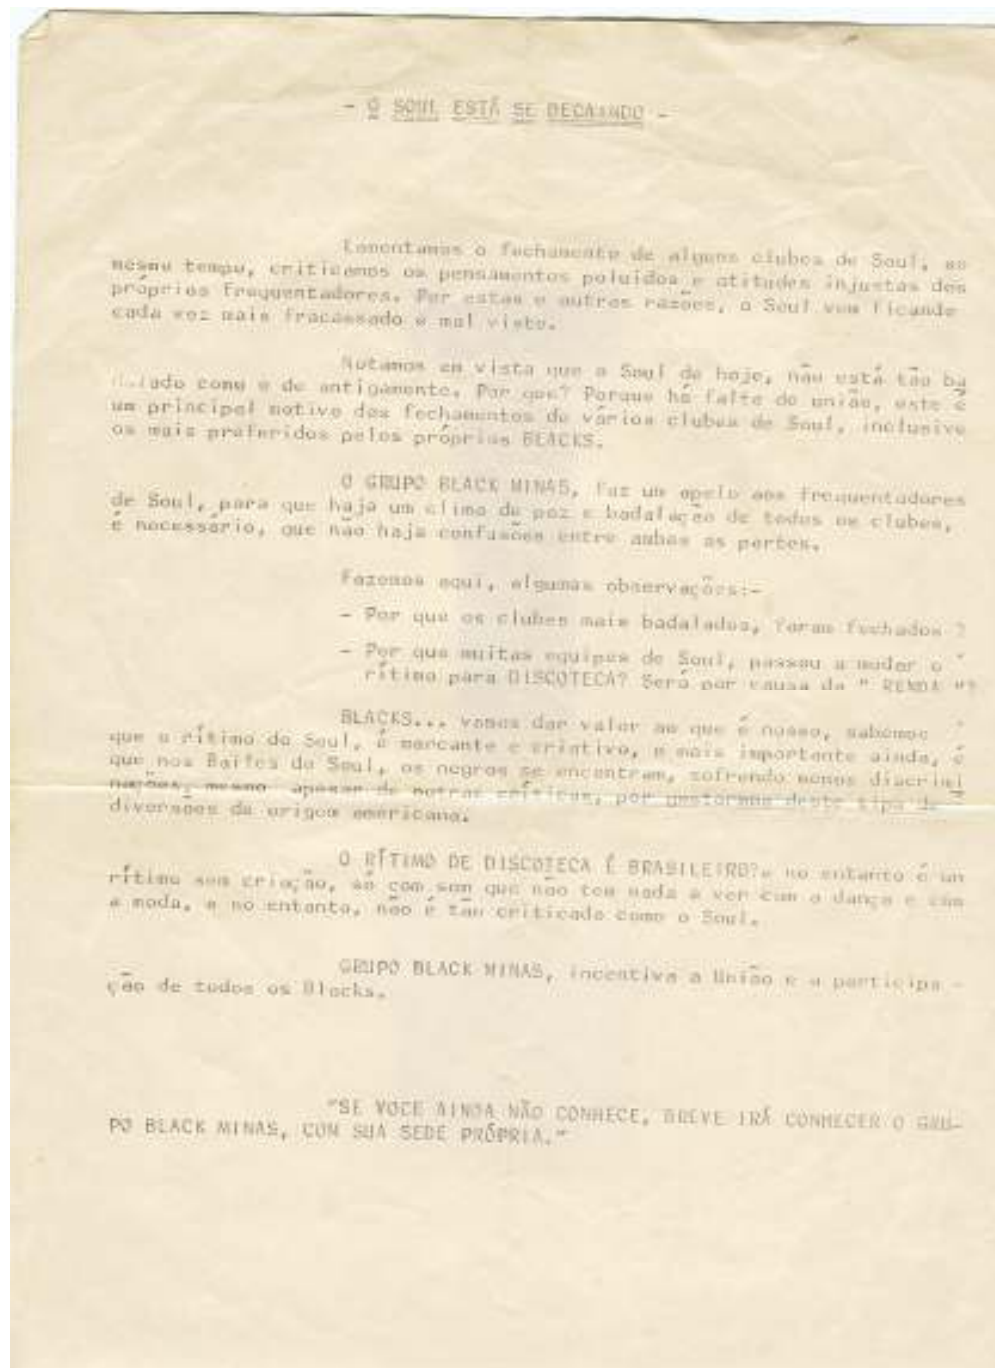 - O SOUL ESTÁ SE DECAINDO -
Lamentamos o fechamento de alguns clubes de Soul, ao
mesmo tempo, criticamos os pensamentos poluidos e atitudes injustas dos
próprios frequentadores. Por estas e outras razões, o Soul vem ficando
cada vez mais fracassado e mal visto.
Notamos em vista que o Soul de hoje, não está tão ba
dalado como o de antigamente. Por que? Porque há falta de união, este é
um principal motivo dos fechamentos de vários clubes de Soul, inclusive
os mais preferidos pelos próprios BLACKS.
O GRUPO BLACK MINAS, faz um apelo aos frequentadores
de Soul, para que haja um clima de paz e badalação de todos os clubes,
é necessário, que não haja confusões entre ambas as partes.
Fazemos aqui, algumas observações:-
- Por que os clubes mais badalados, foram fechados ?
- Por que muitas equipes de Soul, passou a mudar o "
rítimo para DISCOTECA? Será por causa da " RENDA "?
BLACKS... vamos dar valor ao que é nosso, sabemos "
que o rítimo do Soul, é marcante e criativo, e mais importante ainda, é
que nos Bailes de Soul, os negros se encontram, sofrendo menos discrimi
nações, mesmo apesar de outras críticas, por gostarmos deste tipo de
diversões de origem americana.
O RÍTIMO DE DISCOTECA É BRASILEIRO?, no entanto é um
rítimo sem criação, só com som que não tem nada a ver com a dança e com
a moda, e no entanto, não é tão criticado como o Soul.
GRUPO BLACK MINAS, incentiva a União e a participa -
ção de todos os Blacks.
"SE VOCE AINDA NÃO CONHECE, BREVE IRÁ CONHECER O GRU-
PO BLACK MINAS, COM SUA SEDE PRÓPRIA."